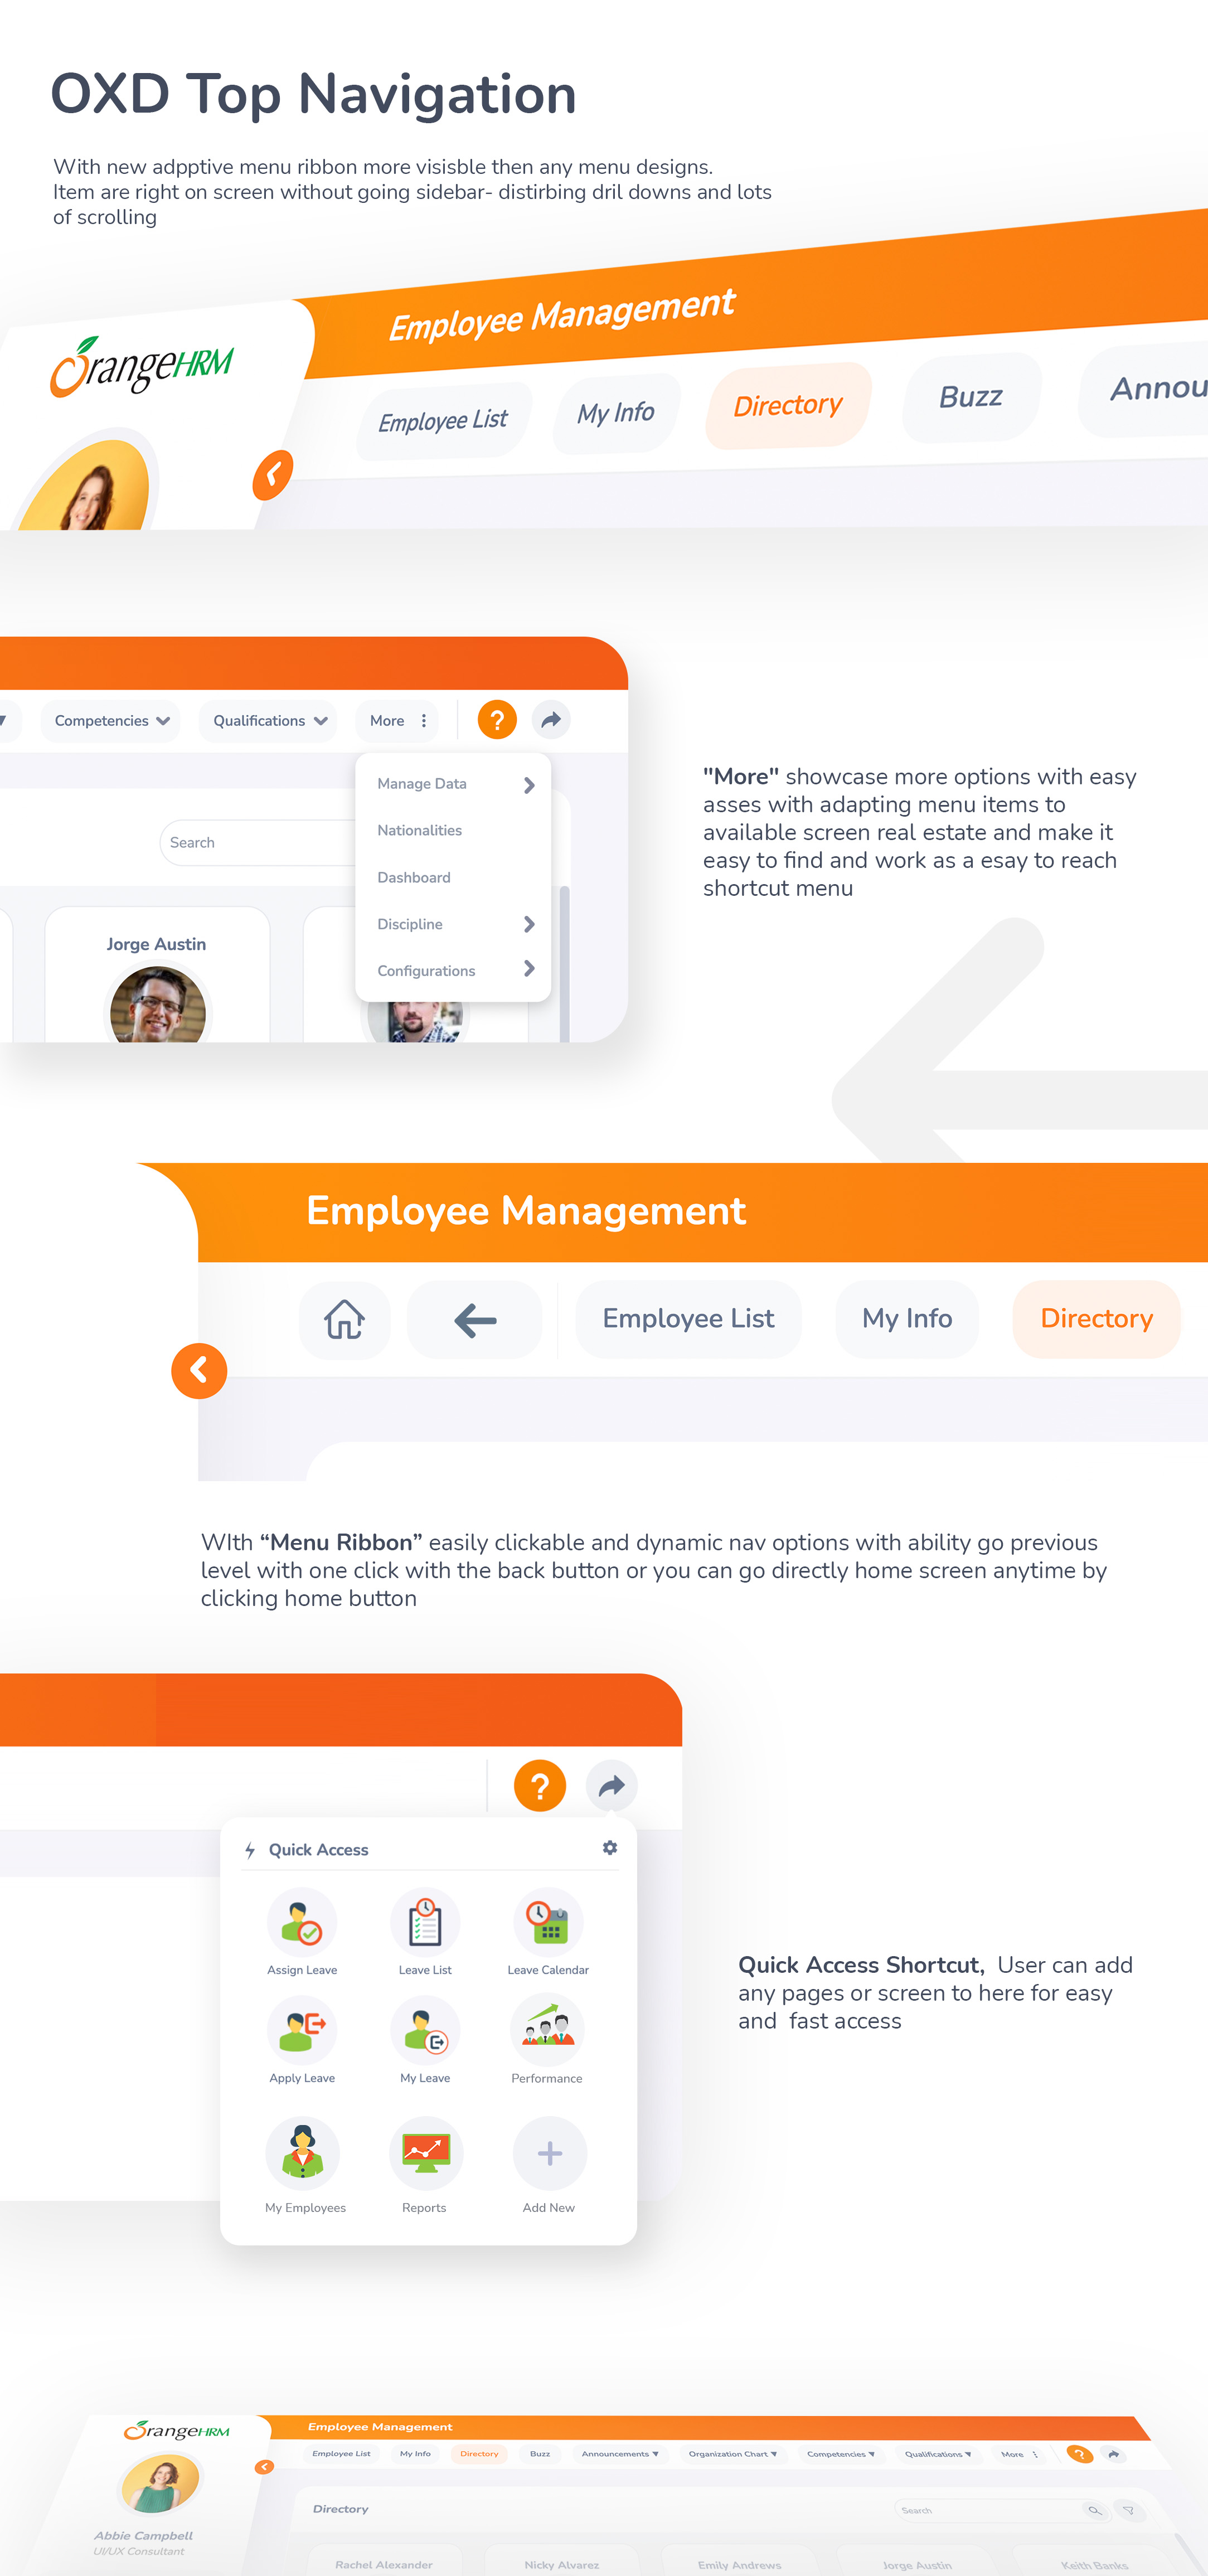 OXD Top Navigation
With new adpptive menu ribbon more visisble then any menu designs.
Item are right on screen without going sidebar- distirbing dril downs and lots
of scrolling
OrangeHRM
Employee Management
Employee List
My Info
Directory
Buzz
Annou
Competencies
Qualifications
More
?
Manage Data
Nationalities
Dashboard
Discipline
Configurations
Search
Jorge Austin
"More" showcase more options with easy
asses with adapting menu items to
available screen real estate and make it
easy to find and work as a esay to reach
shortcut menu
Employee Management
Employee List
My Info
Directory
WIth “Menu Ribbon” easily clickable and dynamic nav options with ability go previous
level with one click with the back button or you can go directly home screen anytime by
clicking home button
?
Quick Access
Assign Leave
Leave List
Leave Calendar
Apply Leave
My Leave
Performance
My Employees
Reports
Add New
Quick Access Shortcut, User can add
any pages or screen to here for easy
and fast access
OrangeHRM
Employee Management
Employee List
My Info
Directory
Buzz
Announcements
Organization Chart
Competencies
Qualifications
More
?
Abbie Campbell
UI/UX Consultant
Directory
Search
Rachel Alexander
Nicky Alvarez
Emily Andrews
Jorge Austin
Keith Banks